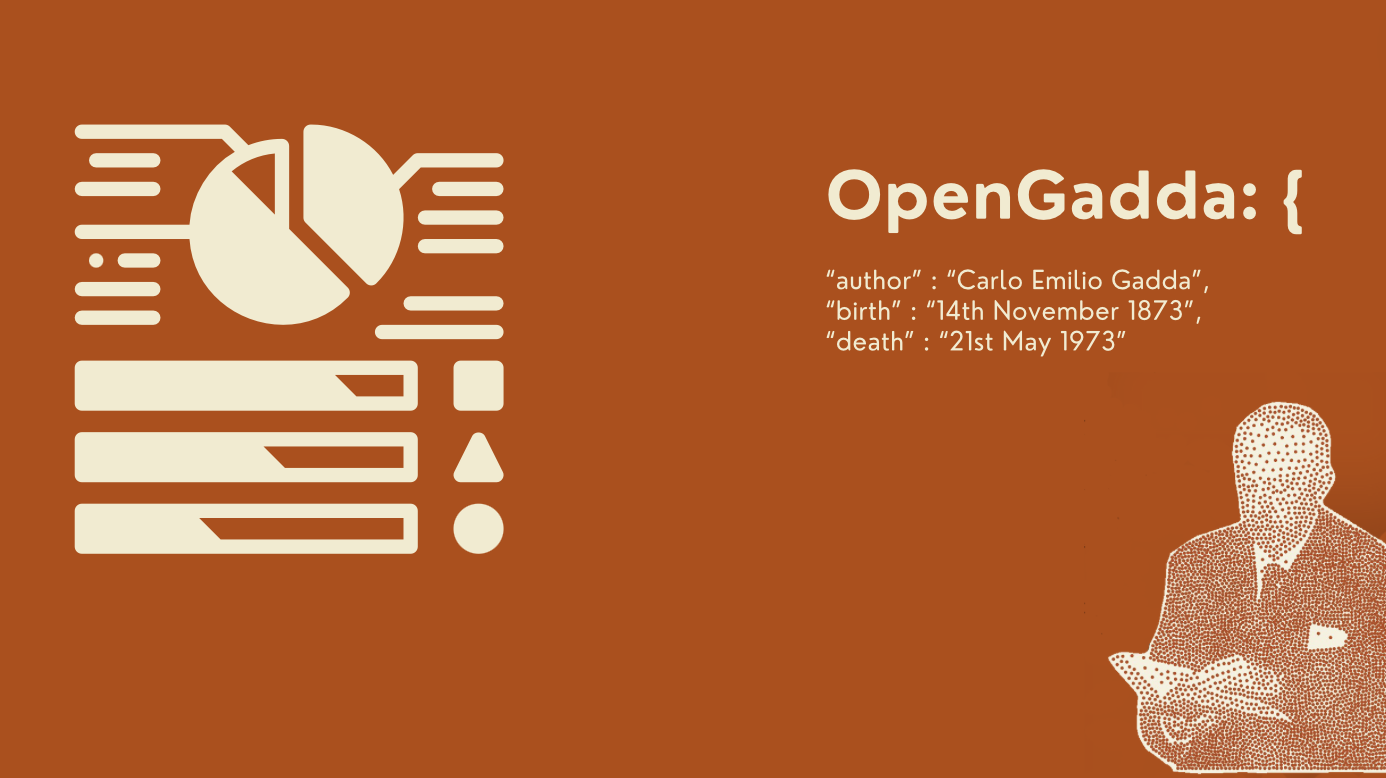 OpenGadda: {
“author” : “Carlo Emilio Gadda”,
“birth” : “14th November 1873”,
“death” : “21st May 1973”